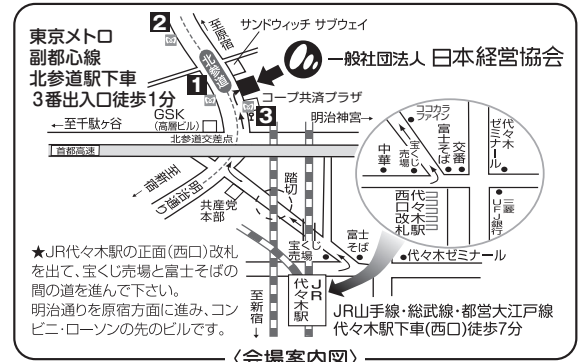 東京メトロ
副都心線
北参道駅下車
3番出入口徒歩1分
2
至原宿
サンドウィッチ サブウェイ
北参道
一般社団法人 日本経営協会
1
コープ共済プラザ
3
GSK
(高層ビル)
←至千駄ヶ谷
北参道交差点
明治神宮→
首都高速
至新宿
明治通り
共産党
本部
踏切
宝くじ
売場
富士
そば
代々木ゼミナール
ココカラ
ファイン
中華
宝くじ
売場
富士そば
交番
代々木
ゼミナール
代々木駅
西口改札
三菱
UFJ銀行
★JR代々木駅の正面(西口)改札
を出て、宝くじ売場と富士そばの
間の道を進んで下さい。
明治通りを原宿方面に進み、コン
ビニ・ローソンの先のビルです。
至新宿
JR
代々木駅
JR山手線・総武線・都営大江戸線
代々木駅下車(西口)徒歩7分
〈会場案内図〉